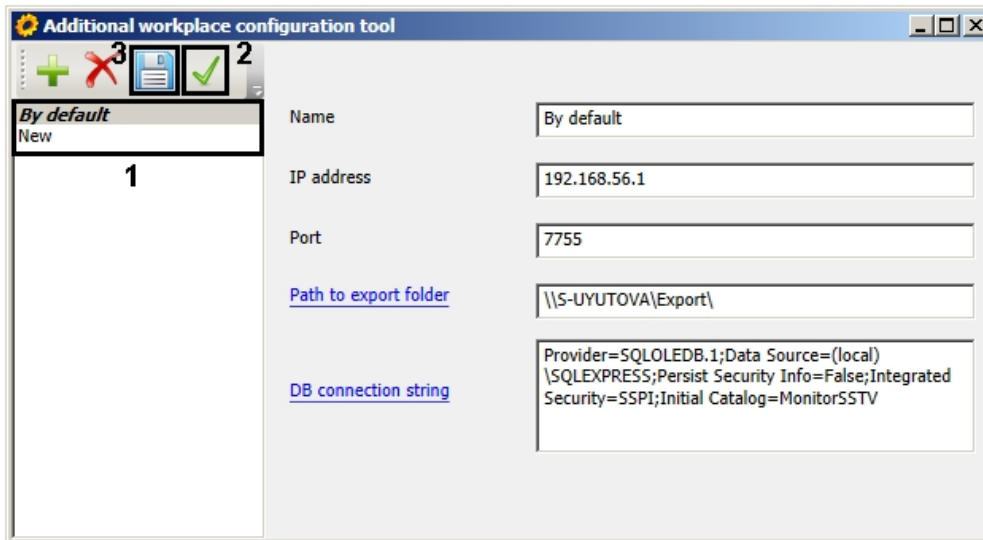 Additional workplace configuration tool
3 2
By default
New
1
Name By default
IP address 192.168.56.1
Port 7755
Path to export folder \\S-UYUTOVA\Export\
DB connection string
Provider=SQLOLEDB.1;Data Source=(local)
\SQLEXPRESS;Persist Security Info=False;Integrated
Security=SSPI;Initial Catalog=MonitorSSTV